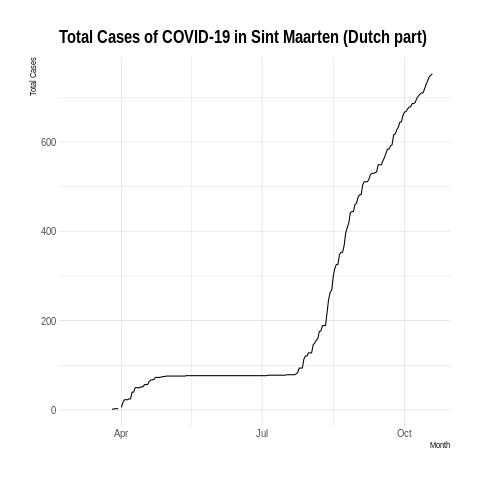 Total Cases of COVID-19 in Sint Maarten (Dutch part)
Total Cases
600
400
200
0
Apr Jul Oct
Month